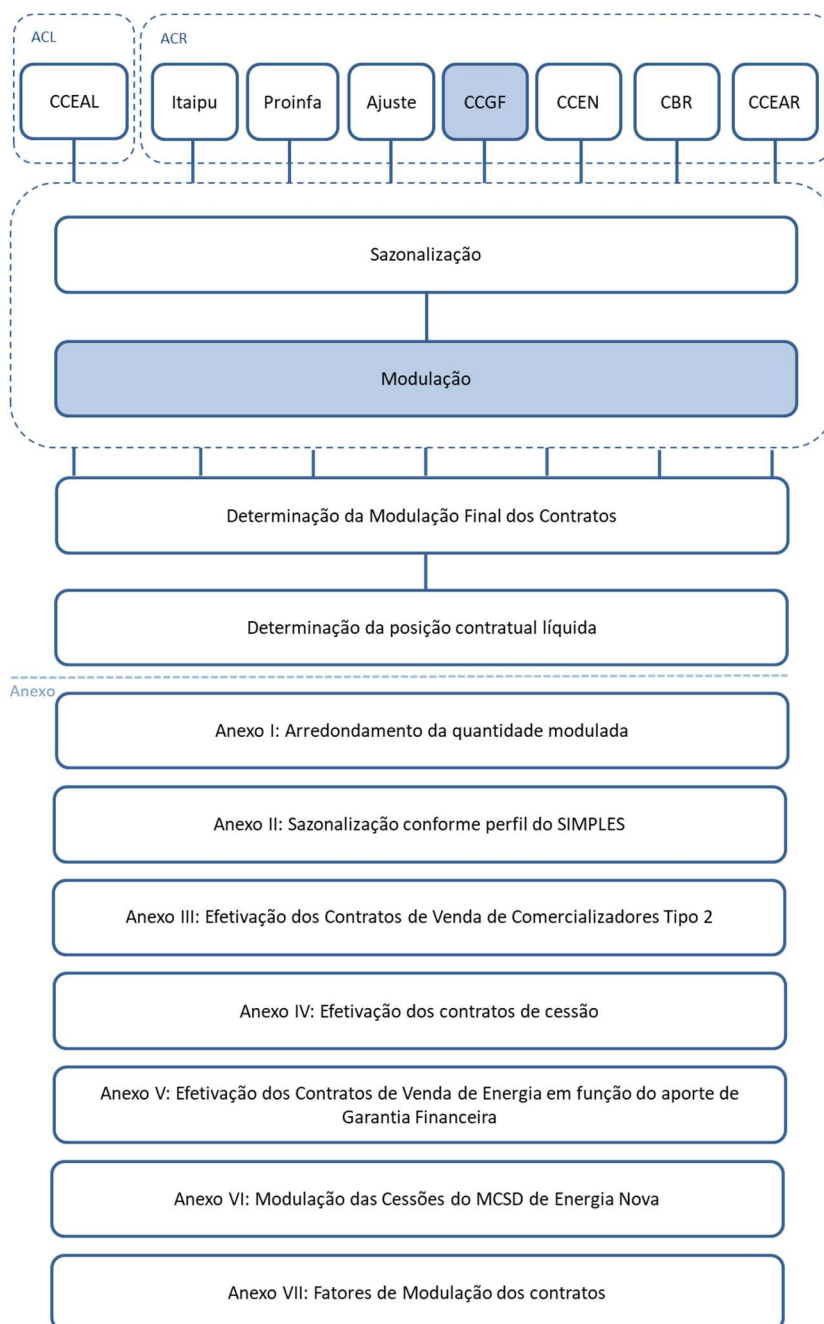 ACL
ACR
CCEAL
Itaipu
Proinfa
Ajuste
CCGF
CCEN
CBR
CCEAR
Sazonalização
Modulação
Determinação da Modulação Final dos Contratos
Determinação da posição contratual líquida
Anexo
Anexo I: Arredondamento da quantidade modulada
Anexo II: Sazonalização conforme perfil do SIMPLES
Anexo III: Efetivação dos Contratos de Venda de Comercializadores Tipo 2
Anexo IV: Efetivação dos contratos de cessão
Anexo V: Efetivação dos Contratos de Venda de Energia em função do aporte de
Garantia Financeira
Anexo VI: Modulação das Cessões do MCSD de Energia Nova
Anexo VII: Fatores de Modulação dos contratos